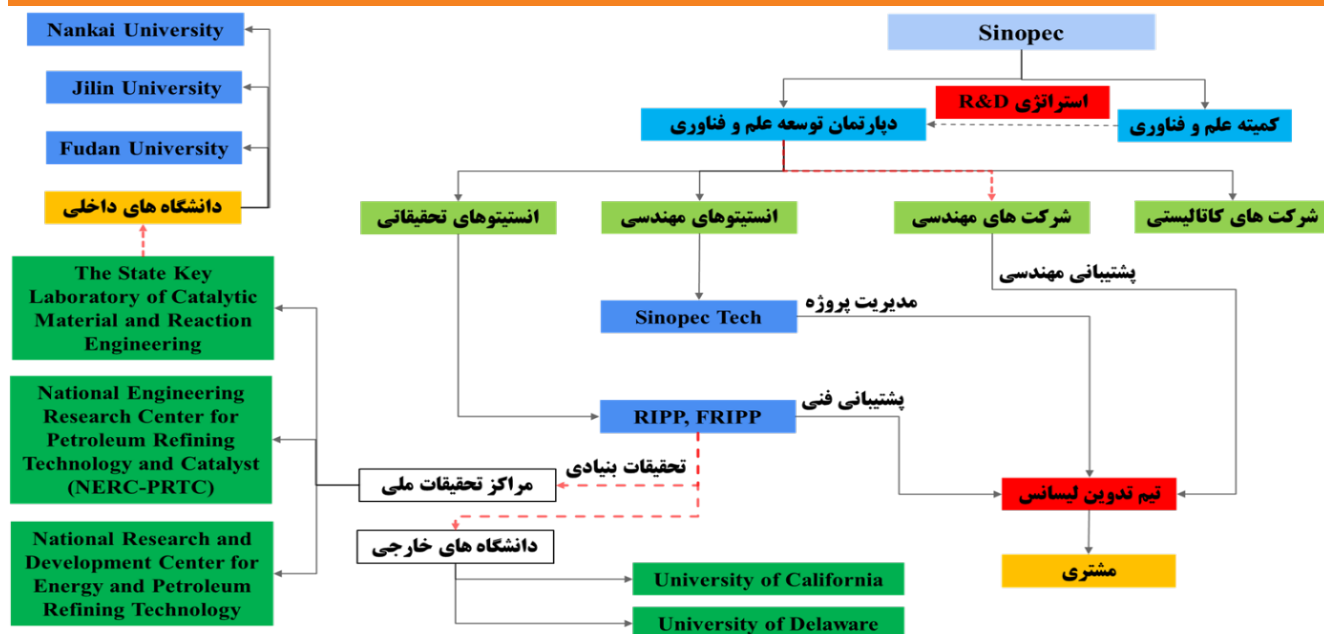 Nankai University
Jilin University
Fudan University
دانشگاه های داخلی
The State Key
Laboratory of Catalytic
Material and Reaction
Engineering
National Engineering
Research Center for
Petroleum Refining
Technology and Catalyst
(NERC-PRTC)
National Research and
Development Center for
Energy and Petroleum
Refining Technology
Sinopec
استراتژی R&D
دپارتمان توسعه علم و فناوری
کمیته علم و فناوری
انستیتوهای تحقیقاتی
انستیتوهای مهندسی
شرکت های مهندسی
شرکت های کاتالیستی
پشتیبانی مهندسی
مدیریت پروژه
Sinopec Tech
پشتیبانی فنی
RIPP, FRIPP
تحقیقات بنیادی
مراکز تحقیقات ملی
تیم تدوین لیسانس
دانشگاه های خارجی
مشتری
University of California
University of Delaware